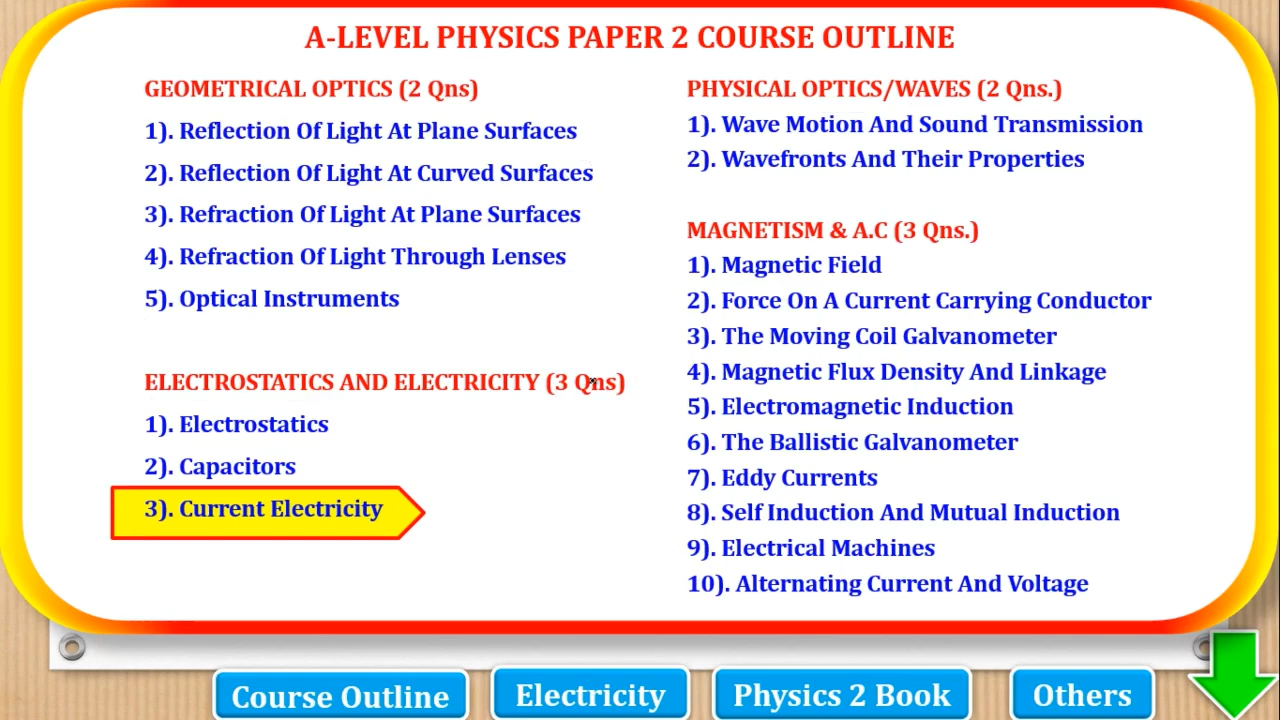 A-LEVEL PHYSICS PAPER 2 COURSE OUTLINE
GEOMETRICAL OPTICS (2 Qns)
1). Reflection Of Light At Plane Surfaces
2). Reflection Of Light At Curved Surfaces
3). Refraction Of Light At Plane Surfaces
4). Refraction Of Light Through Lenses
5). Optical Instruments
ELECTROSTATICS AND ELECTRICITY (3 Qns)
1). Electrostatics
2). Capacitors
3). Current Electricity
PHYSICAL OPTICS/WAVES (2 Qns.)
1). Wave Motion And Sound Transmission
2). Wavefronts And Their Properties
MAGNETISM & A.C (3 Qns.)
1). Magnetic Field
2). Force On A Current Carrying Conductor
3). The Moving Coil Galvanometer
4). Magnetic Flux Density And Linkage
5). Electromagnetic Induction
6). The Ballistic Galvanometer
7). Eddy Currents
8). Self Induction And Mutual Induction
9). Electrical Machines
10). Alternating Current And Voltage
Course Outline
Electricity
Physics 2 Book
Others